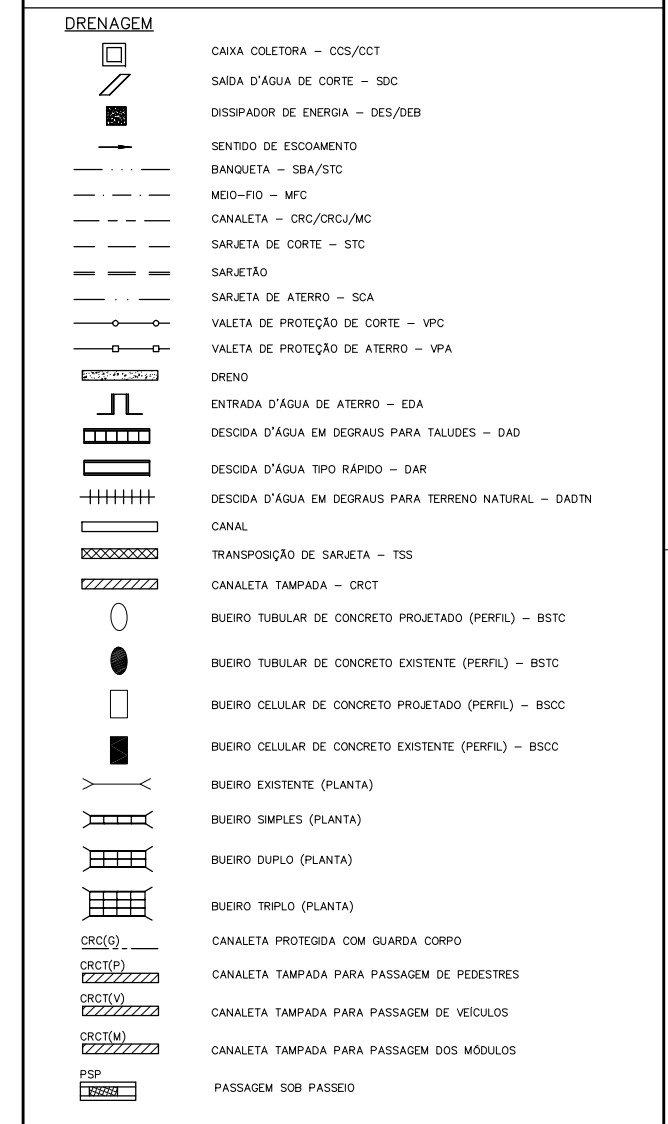 DRENAGEM
CAIXA COLETORA – CCS/CCT
SAÍDA D'ÁGUA DE CORTE – SDC
DISSIPADOR DE ENERGIA – DES/DEB
SENTIDO DE ESCOAMENTO
BANQUETA – SBA/STC
MEIO-FIO – MFC
CANALETA – CRC/CRCJ/MC
SARJETA DE CORTE – STC
SARJETÃO
SARJETA DE ATERRO – SCA
VALETA DE PROTEÇÃO DE CORTE – VPC
VALETA DE PROTEÇÃO DE ATERRO – VPA
DRENO
ENTRADA D'ÁGUA DE ATERRO – EDA
DESCIDA D'ÁGUA EM DEGRAUS PARA TALUDES – DAD
DESCIDA D'ÁGUA TIPO RÁPIDO – DAR
DESCIDA D'ÁGUA EM DEGRAUS PARA TERRENO NATURAL – DADTN
CANAL
TRANSPOSIÇÃO DE SARJETA – TSS
CANALETA TAMPADA – CRCT
BUEIRO TUBULAR DE CONCRETO PROJETADO (PERFIL) – BSTC
BUEIRO TUBULAR DE CONCRETO EXISTENTE (PERFIL) – BSTC
BUEIRO CELULAR DE CONCRETO PROJETADO (PERFIL) – BSCC
BUEIRO CELULAR DE CONCRETO EXISTENTE (PERFIL) – BSCC
BUEIRO EXISTENTE (PLANTA)
BUEIRO SIMPLES (PLANTA)
BUEIRO DUPLO (PLANTA)
BUEIRO TRIPLO (PLANTA)
CRC(G) CANALETA PROTEGIDA COM GUARDA CORPO
CRCT(P) CANALETA TAMPADA PARA PASSAGEM DE PEDESTRES
CRCT(V) CANALETA TAMPADA PARA PASSAGEM DE VEÍCULOS
CRCT(M) CANALETA TAMPADA PARA PASSAGEM DOS MÓDULOS
PSP PASSAGEM SOB PASSEIO